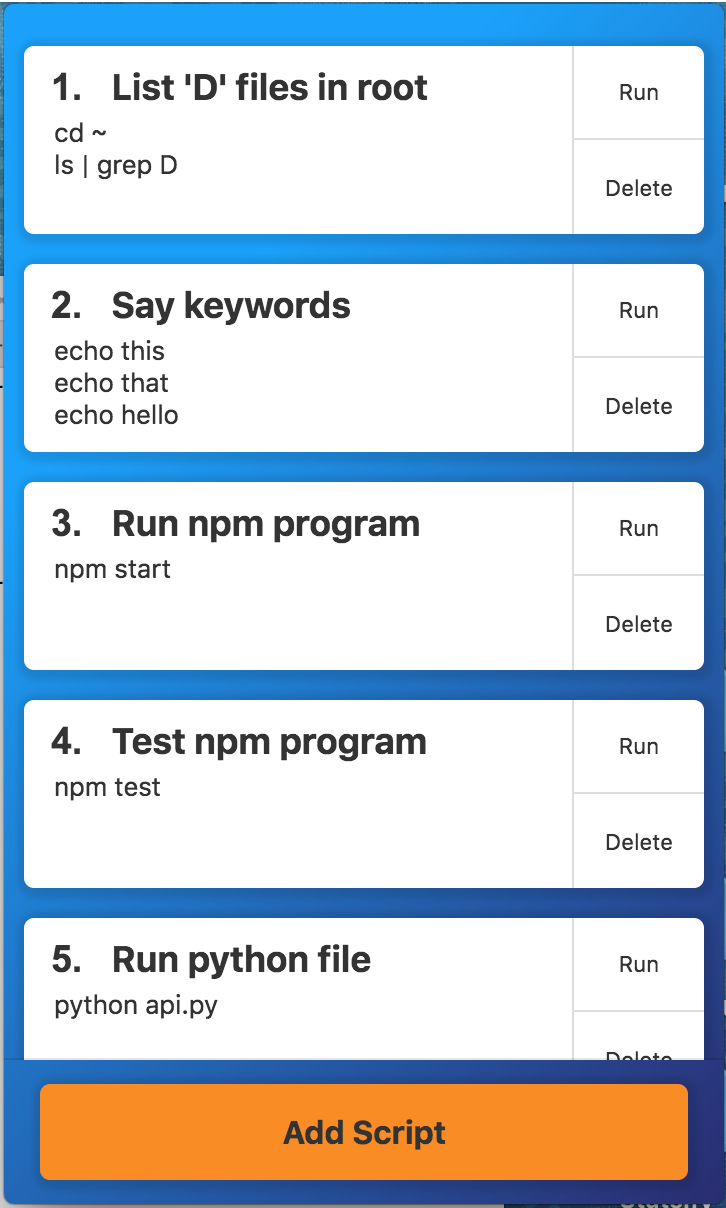 1. List 'D' files in root
cd ~
ls | grep D
Run
Delete
2. Say keywords
echo this
echo that
echo hello
Run
Delete
3. Run npm program
npm start
Run
Delete
4. Test npm program
npm test
Run
Delete
5. Run python file
python api.py
Run
Delete
Add Script